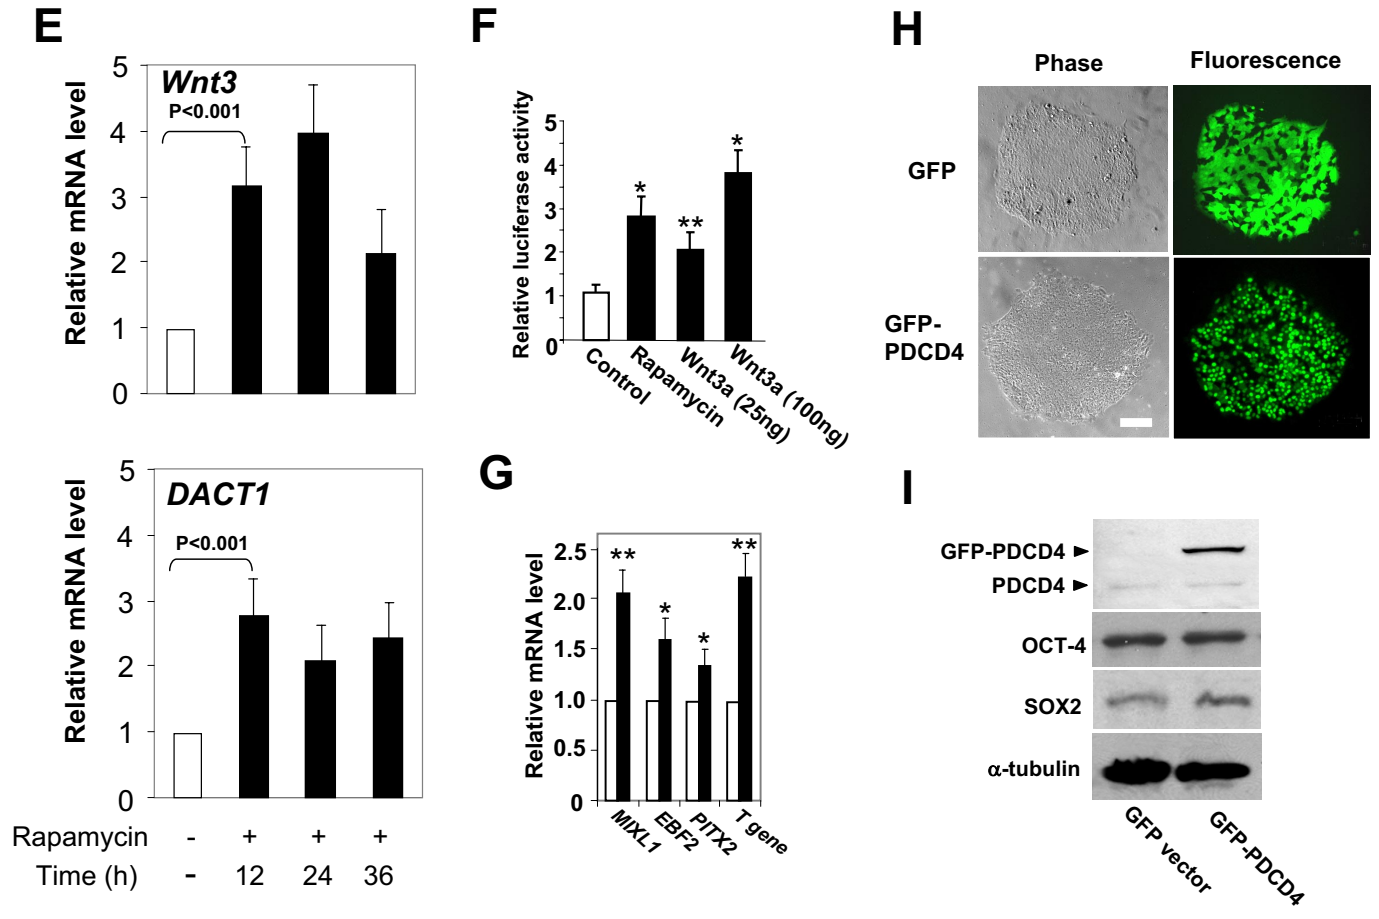 E
Relative mRNA level
5
4
3
2
1
0
Wnt3
P<0.001
Relative mRNA level
5
4
3
2
1
0
DACT1
P<0.001
Rapamycin - + + +
Time (h) - 12 24 36
F
Relative luciferase activity
5
4
3
2
1
0
* ** *
Control
Rapamycin
Wnt3a (25ng)
Wnt3a (100ng)
G
Relative mRNA level
2.5
2.0
1.5
1.0
0.5
0
** * * **
MIXL1
EBF2
PITX2
T gene
H
Phase Fluorescence
GFP
GFP-
PDCD4
I
GFP-PDCD4
PDCD4
OCT-4
SOX2
α-tubulin
GFP vector
GFP-PDCD4